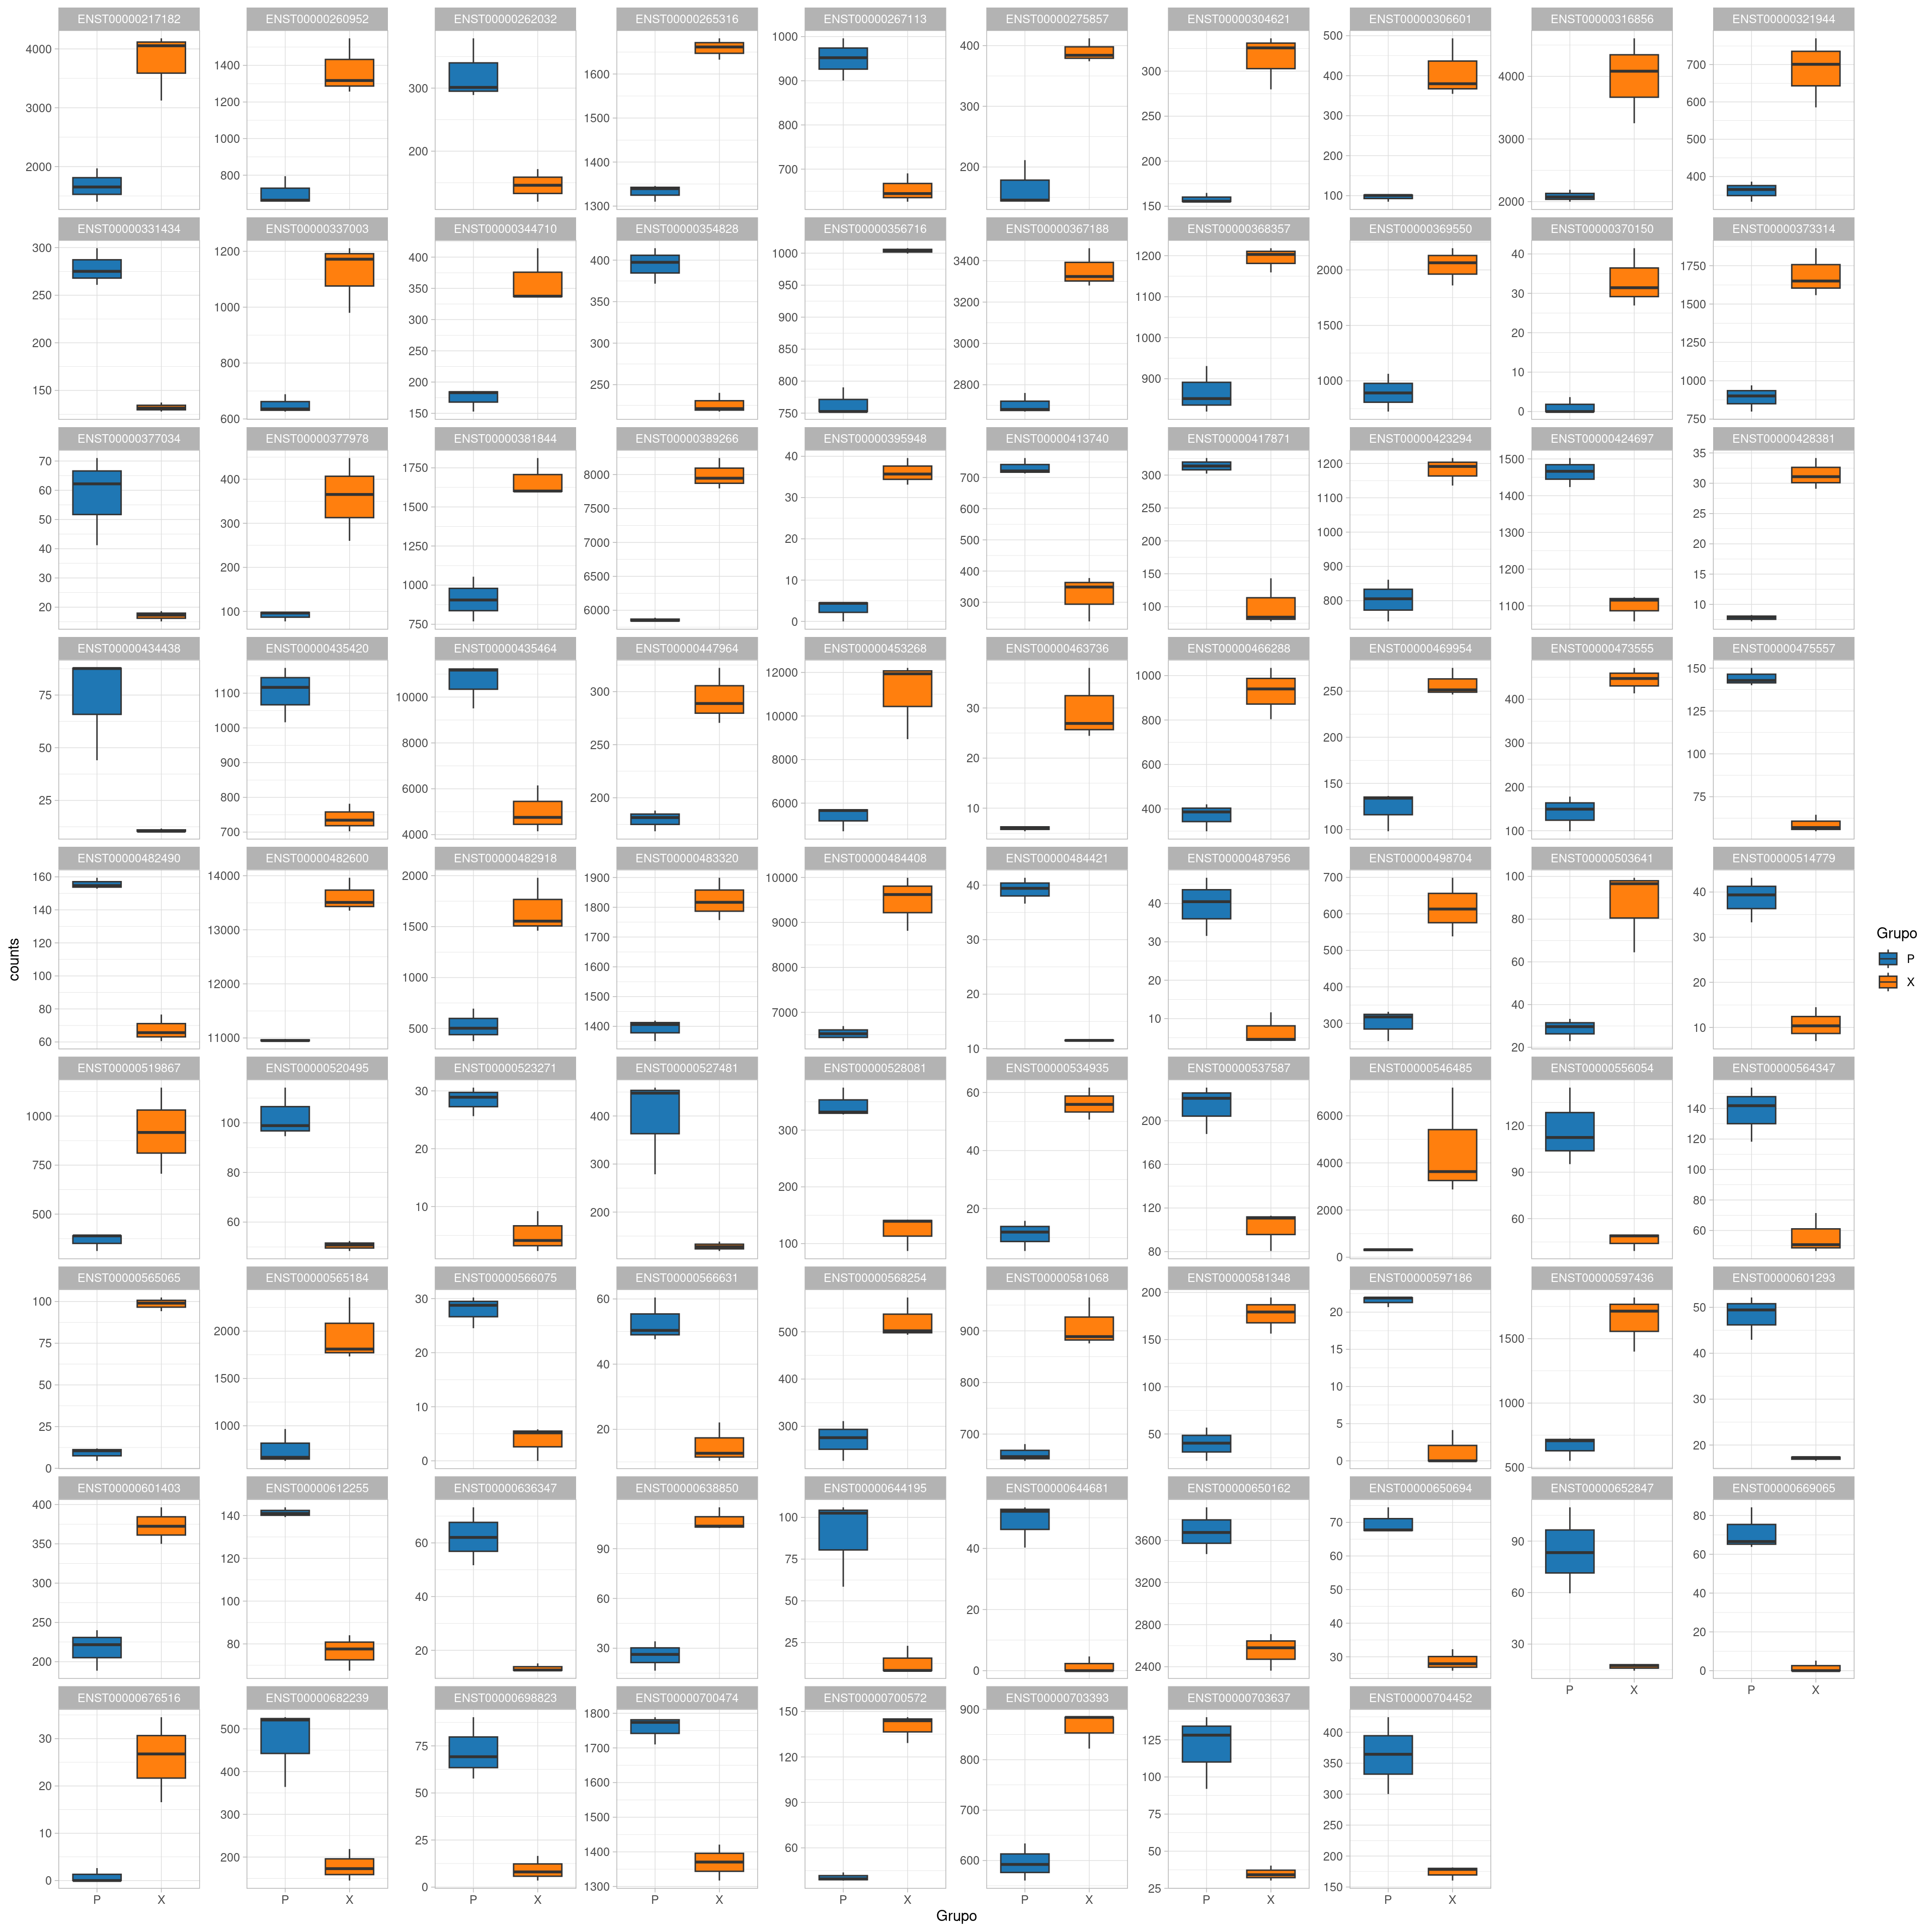 ENST00000217182 ENST00000260952 ENST00000262032 ENST00000265316 ENST00000267113 ENST00000275857 ENST00000304621 ENST00000306601 ENST00000316856 ENST00000321944
4000 3000 2000
1400 1200 1000 800
300 200
1600 1500 1400 1300
1000 900 800 700
400 300 200
300 250 200 150
500 400 300 200 100
4000 3000 2000
700 600 500 400
ENST00000331434 ENST00000337003 ENST00000344710 ENST00000354828 ENST00000356716 ENST00000367188 ENST00000368357 ENST00000369550 ENST00000370150 ENST00000373314
300 250 200 150
1200 1000 800 600
400 350 300 250 200 150
400 350 300 250
1000 950 900 850 800 750
3400 3200 3000 2800
1200 1100 1000 900
2000 1500 1000
40 30 20 10 0
1750 1500 1250 1000 750
ENST00000377034 ENST00000377978 ENST00000381844 ENST00000389266 ENST00000395948 ENST00000413740 ENST00000417871 ENST00000423294 ENST00000424697 ENST00000428381
70 60 50 40 30 20
400 300 200 100
1750 1500 1250 1000 750
8000 7500 7000 6500 6000
40 30 20 10 0
700 600 500 400 300
300 250 200 150 100
1200 1100 1000 900 800
1500 1400 1300 1200 1100
35 30 25 20 15 10
ENST00000434438 ENST00000435420 ENST00000435464 ENST00000447964 ENST00000453268 ENST00000463736 ENST00000466288 ENST00000469954 ENST00000473555 ENST00000475557
75 50 25
1100 1000 900 800 700
10000 8000 6000 4000
300 250 200
12000 10000 8000 6000
30 20 10
1000 800 600 400
250 200 150 100
400 300 200 100
150 125 100 75
ENST00000482490 ENST00000482600 ENST00000482918 ENST00000483320 ENST00000484408 ENST00000484421 ENST00000487956 ENST00000498704 ENST00000503641 ENST00000514779
160 140 120 100 80 60
14000 13000 12000 11000
2000 1500 1000 500
1900 1800 1700 1600 1500 1400
10000 9000 8000 7000
40 30 20 10
40 30 20 10
700 600 500 400 300
100 80 60 40 20
40 30 20 10
counts
Grupo
P
X
ENST00000519867 ENST00000520495 ENST00000523271 ENST00000527481 ENST00000528081 ENST00000534935 ENST00000537587 ENST00000546485 ENST00000556054 ENST00000564347
1000 750 500
100 80 60
30 20 10
400 300 200
300 200 100
60 40 20
200 160 120 80
6000 4000 2000 0
120 90 60
140 120 100 80 60
ENST00000565065 ENST00000565184 ENST00000566075 ENST00000566631 ENST00000568254 ENST00000581068 ENST00000581348 ENST00000597186 ENST00000597436 ENST00000601293
100 75 50 25 0
2000 1500 1000
30 20 10 0
60 40 20
500 400 300
900 800 700
200 150 100 50
20 15 10 5 0
1500 1000 500
50 40 30 20
ENST00000601403 ENST00000612255 ENST00000636347 ENST00000638850 ENST00000644195 ENST00000644681 ENST00000650162 ENST00000650694 ENST00000652847 ENST00000669065
400 350 300 250 200
140 120 100 80
60 40 20
90 60 30
100 75 50 25
40 20 0
3600 3200 2800 2400
70 60 50 40 30
90 60 30
80 60 40 20 0
P X P X
ENST00000676516 ENST00000682239 ENST00000698823 ENST00000700474 ENST00000700572 ENST00000703393 ENST00000703637 ENST00000704452
30 20 10 0
500 400 300 200
75 50 25 0
1800 1700 1600 1500 1400 1300
150 120 90 60
900 800 700 600
125 100 75 50 25
400 350 300 250 200 150
P X P X P X P X P X P X P X P X
Grupo